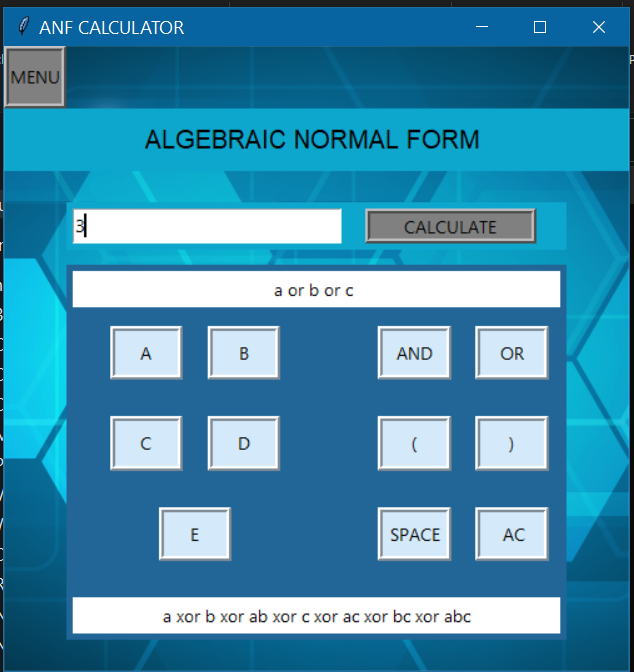 ANF CALCULATOR
MENU
ALGEBRAIC NORMAL FORM
3 CALCULATE
a or b or c
A B AND OR
C D ( )
E SPACE AC
a xor b xor ab xor c xor ac xor bc xor abc